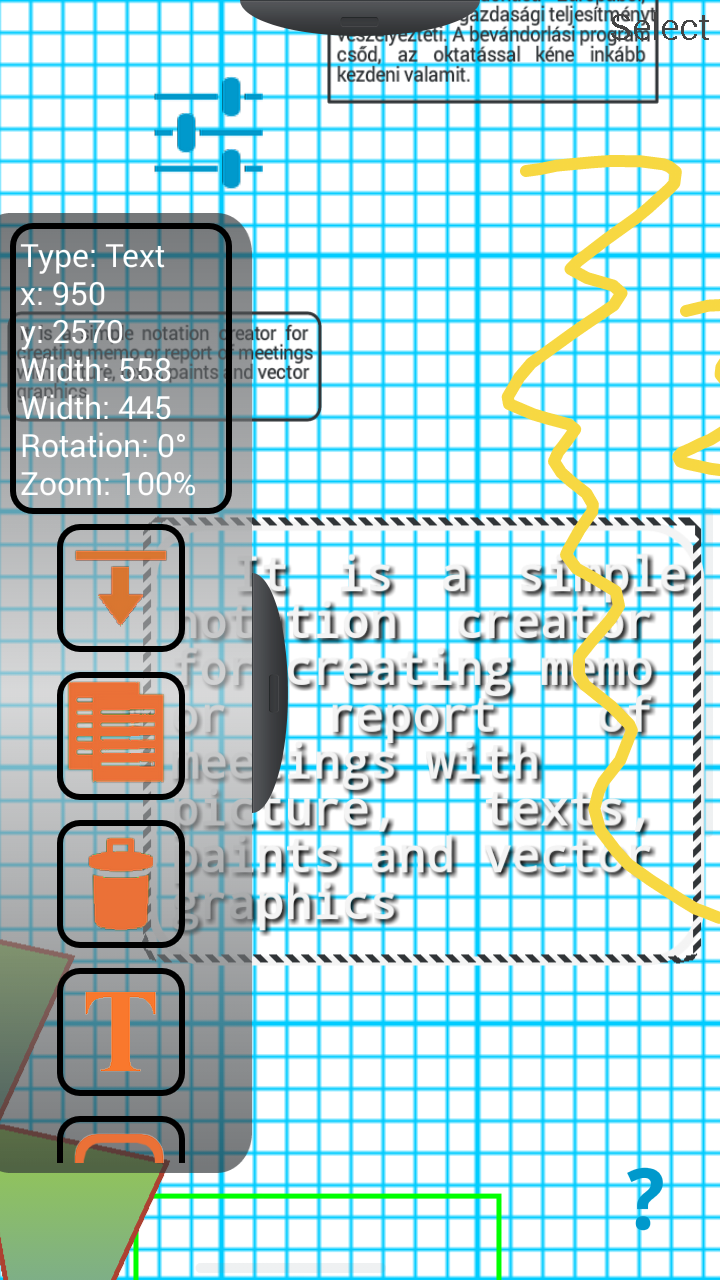 gazdasági teljesítményt
veszélyezteti. A bevándorlási program
csőd, az oktatással kéne inkább
kezdeni valamit.
Select
Type: Text
x: 950
y: 2570
Width: 558
Width: 445
Rotation: 0°
Zoom: 100%
is a simple notation creator for
creating memo or report of meetings
paints and vector
graphics
It is a simple
notation creator
for creating memo
or report of
meetings with
picture, texts,
paints and vector
graphics
T
?